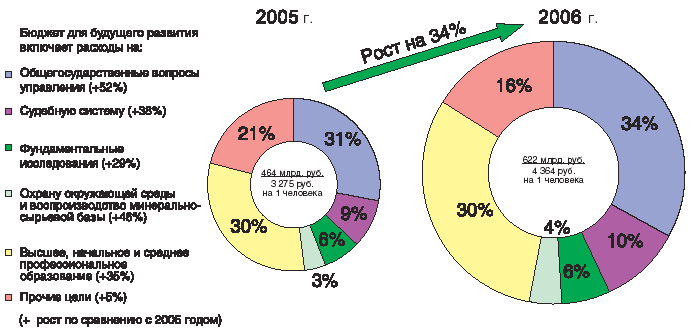 2005 г.
2006 г.
Рост на 34%
Бюджет для будущего развития
включает расходы на:
Общегосударственные вопросы
управления (+52%)
Судебную систему (+38%)
Фундаментальные
исследования (+29%)
Охрану окружающей среды
и воспроизводство минерально-
сырьевой базы (+46%)
Высшее, начальное и среднее
профессиональное
образование (+35%)
Прочие цели (+5%)
(+ рост по сравнению с 2005 годом)
21%
31%
9%
6%
3%
30%
464 млрд. руб.
3 275 руб.
на 1 человека
16%
34%
10%
6%
4%
30%
622 млрд. руб.
4 364 руб.
на 1 человека